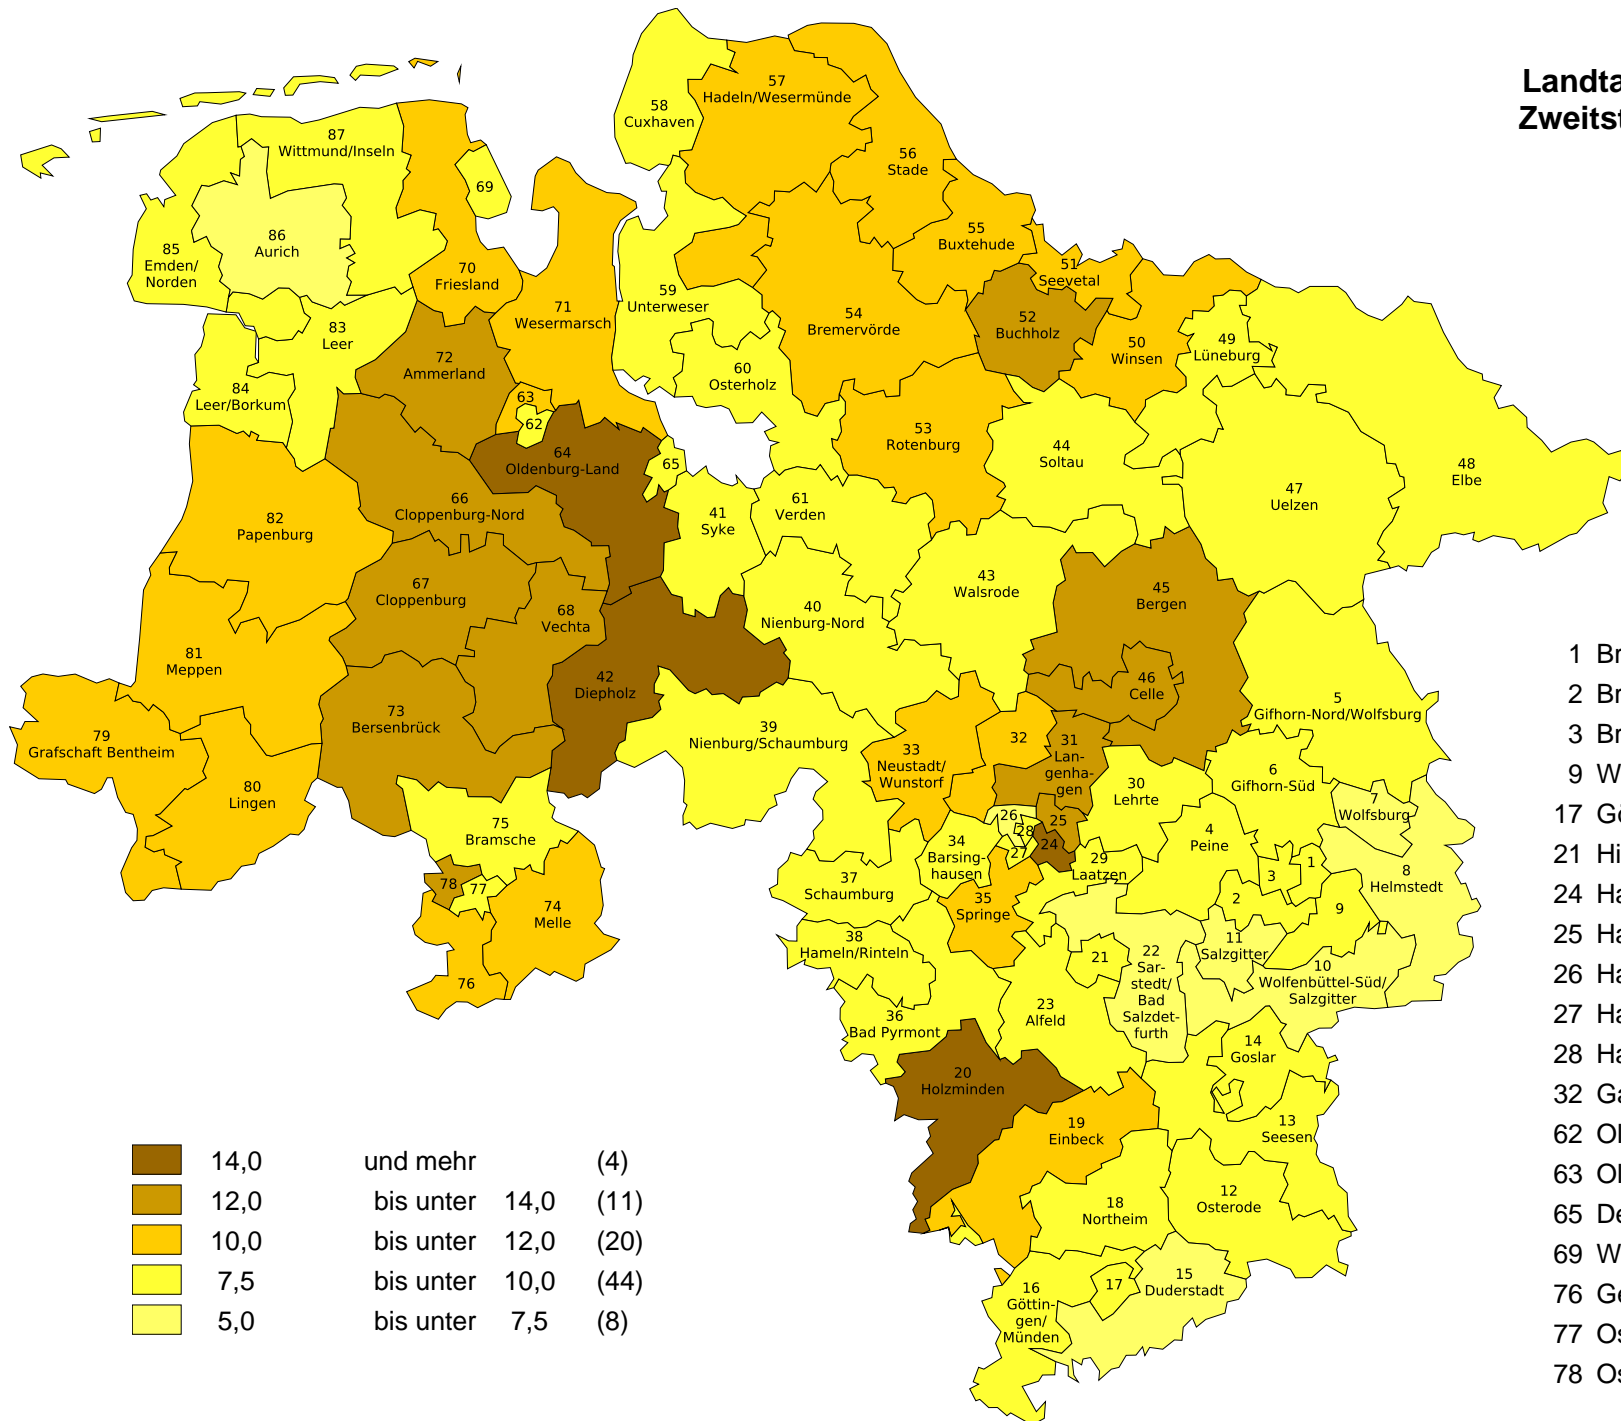 Landta
Zweitst
57
Hadeln/Wesermünde
58
Cuxhaven
87
Wittmund/Inseln
56
Stade
69
55
Buxtehude
86
Aurich
85
Emden/
Norden
70
Friesland
51
Seevetal
59
Unterweser
71
Wesermarsch
54
Bremervörde
52
Buchholz
83
Leer
50
Winsen
49
Lüneburg
72
Ammerland
60
Osterholz
84
Leer/Borkum
63
62
53
Rotenburg
44
Soltau
64
Oldenburg-Land
65
48
Elbe
47
Uelzen
66
Cloppenburg-Nord
61
Verden
41
Syke
82
Papenburg
43
Walsrode
67
Cloppenburg
45
Bergen
68
Vechta
40
Nienburg-Nord
81
Meppen
42
Diepholz
46
Celle
5
Gifhorn-Nord/Wolfsburg
73
Bersenbrück
79
Grafschaft Bentheim
39
Nienburg/Schaumburg
32
31
Lan-
genha-
gen
33
Neustadt/
Wunstorf
6
Gifhorn-Süd
80
Lingen
30
Lehrte
7
Wolfsburg
75
Bramsche
26
28
25
24
27
4
Peine
34
Barsing-
hausen
29
Laatzen
1
3
8
Helmstedt
37
Schaumburg
78
77
35
Springe
2
9
74
Melle
38
Hameln/Rinteln
11
Salzgitter
22
Sar-
stedt/
Bad
Salzdet-
furth
21
10
Wolfenbüttel-Süd/
Salzgitter
76
23
Alfeld
36
Bad Pyrmont
14
Goslar
20
Holzminden
19
Einbeck
13
Seesen
12
Osterode
18
Northeim
15
Duderstadt
17
16
Göttin-
gen/
Münden
14,0 und mehr (4)
12,0 bis unter 14,0 (11)
10,0 bis unter 12,0 (20)
7,5 bis unter 10,0 (44)
5,0 bis unter 7,5 (8)
1 Br
2 Br
3 Br
9 W
17 Gö
21 Hi
24 Ha
25 Ha
26 Ha
27 Ha
28 Ha
32 Ga
62 Ol
63 Ol
65 De
69 W
76 Ge
77 Os
78 Os